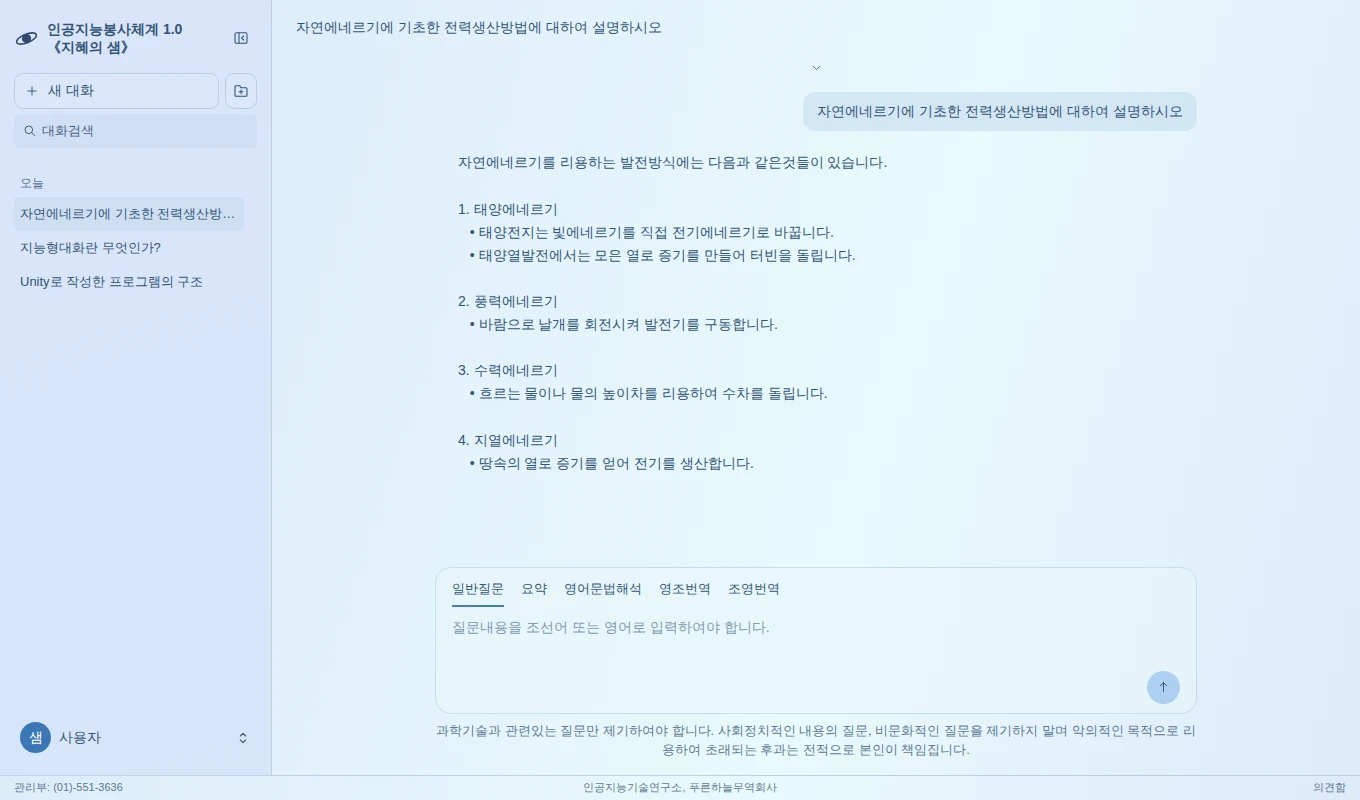 인공지능봉사체계 1.0
《지혜의 샘》
새 대화
대화검색
오늘
자연에네르기에 기초한 전력생산방…
지능형대화란 무엇인가?
Unity로 작성한 프로그램의 구조
샘 사용자
자연에네르기에 기초한 전력생산방법에 대하여 설명하시오
자연에네르기에 기초한 전력생산방법에 대하여 설명하시오
자연에네르기를 리용하는 발전방식에는 다음과 같은것들이 있습니다.
1. 태양에네르기
• 태양전지는 빛에네르기를 직접 전기에네르기로 바꿉니다.
• 태양열발전에서는 모은 열로 증기를 만들어 터빈을 돌립니다.
2. 풍력에네르기
• 바람으로 날개를 회전시켜 발전기를 구동합니다.
3. 수력에네르기
• 흐르는 물이나 물의 높이차를 리용하여 수차를 돌립니다.
4. 지열에네르기
• 땅속의 열로 증기를 얻어 전기를 생산합니다.
일반질문 요약 영어문법해석 영조번역 조영번역
질문내용을 조선어 또는 영어로 입력하여야 합니다.
과학기술과 관련있는 질문만 제기하여야 합니다. 사회정치적인 내용의 질문, 비문화적인 질문을 제기하지 말며 악의적인 목적으로 리
용하여 초래되는 후과는 전적으로 본인이 책임집니다.
관리부: (01)-551-3636
인공지능기술연구소, 푸른하늘무역회사
의견함